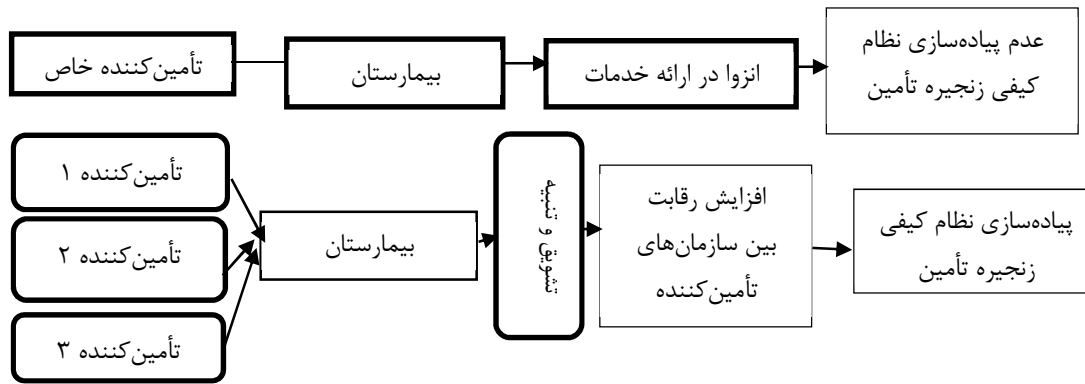 تأمین‌کننده خاص
بیمارستان
انزوا در ارائه خدمات
عدم پیاده‌سازی نظام
کیفی زنجیره تأمین
تأمین‌کننده ۱
تأمین‌کننده ۲
تأمین‌کننده ۳
بیمارستان
تشویق و تنبیه
افزایش رقابت
بین سازمان‌های
تأمین‌کننده
پیاده‌سازی نظام کیفی
زنجیره تأمین